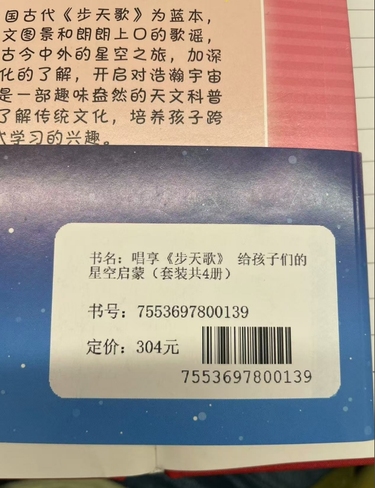 国古代《步天歌》为蓝本，
文图景和朗朗上口的歌谣，
古今中外的星空之旅，加深
化的了解，开启对浩瀚宇宙
是一部趣味盎然的天文科普
了解传统文化，培养孩子跨
学习的兴趣。
书名：唱享《步天歌》 给孩子们的
星空启蒙（套装共4册）
书号：7553697800139
定价：304元
7553697800139